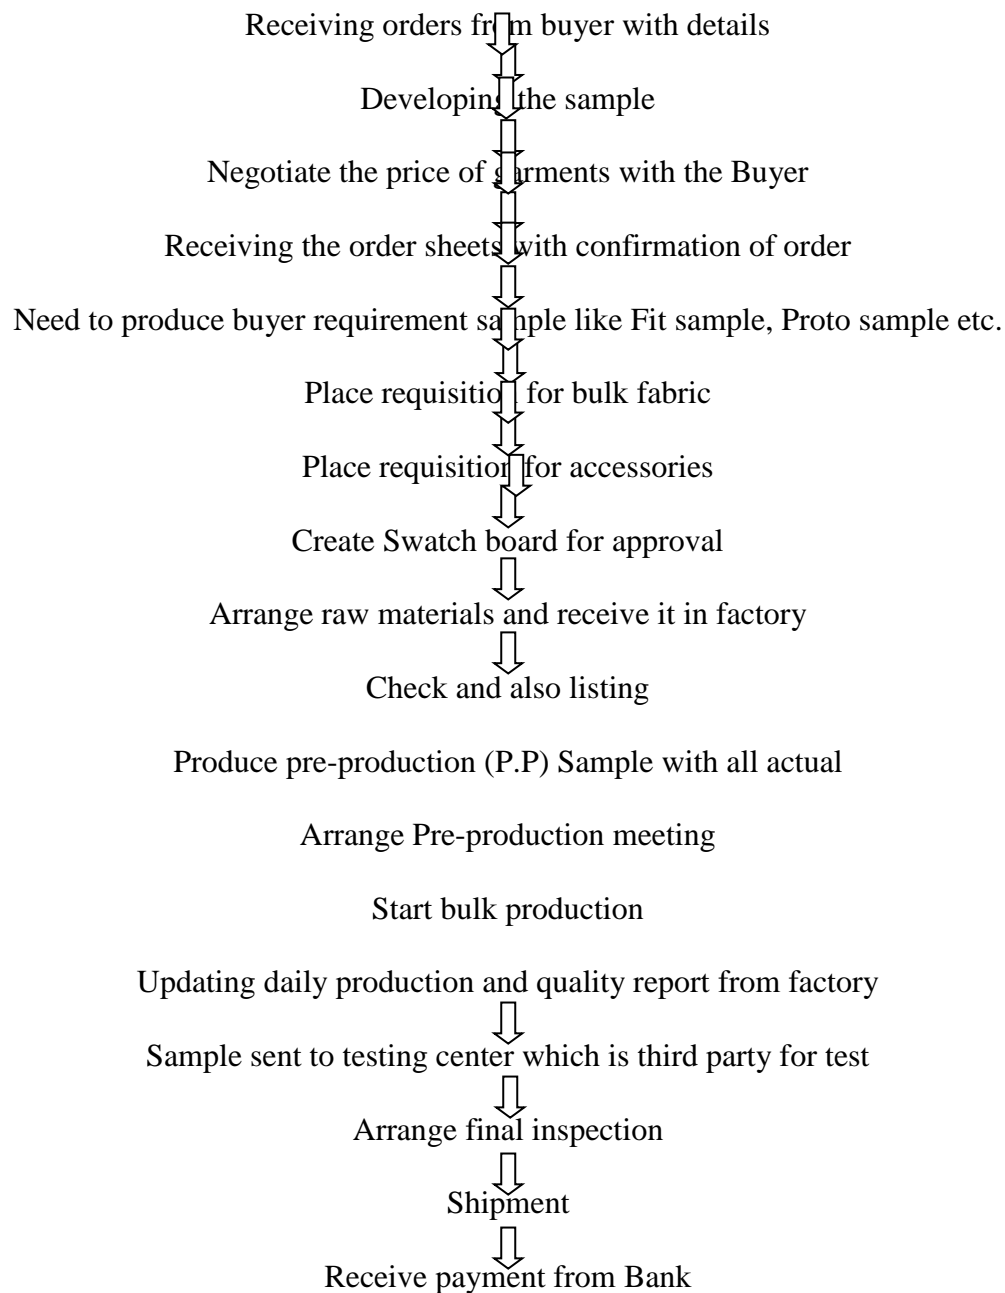 Receiving orders from buyer with details
Developing the sample
Negotiate the price of garments with the Buyer
Receiving the order sheets with confirmation of order
Need to produce buyer requirement sample like Fit sample, Proto sample etc.
Place requisition for bulk fabric
Place requisition for accessories
Create Swatch board for approval
Arrange raw materials and receive it in factory
Check and also listing
Produce pre-production (P.P) Sample with all actual
Arrange Pre-production meeting
Start bulk production
Updating daily production and quality report from factory
Sample sent to testing center which is third party for test
Arrange final inspection
Shipment
Receive payment from Bank